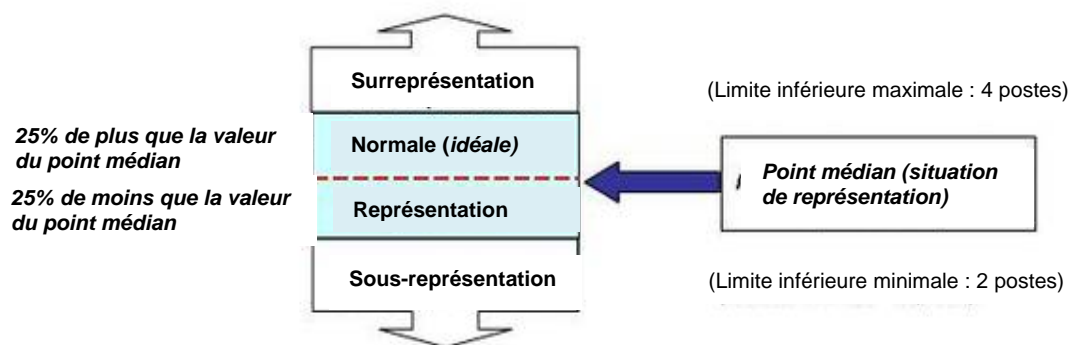 Surreprésentation
(Limite inférieure maximale : 4 postes)
25% de plus que la valeur
du point médian
Normale (idéale)
Point médian (situation
de représentation)
25% de moins que la valeur
du point médian
Représentation
Sous-représentation
(Limite inférieure minimale : 2 postes)